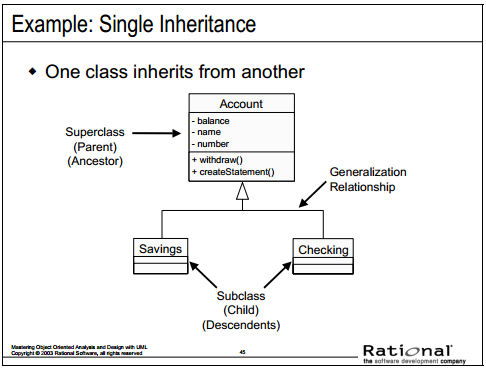 Example: Single Inheritance
◆ One class inherits from another
Account
- balance
- name
- number
+ withdraw()
+ createStatement()
Superclass
(Parent)
(Ancestor)
Generalization
Relationship
Savings
Checking
Subclass
(Child)
(Descendents)
Mastering Object Oriented Analysis and Design with UML
Copyright © 2003 Rational Software, all rights reserved
45
Rational®
the software development company